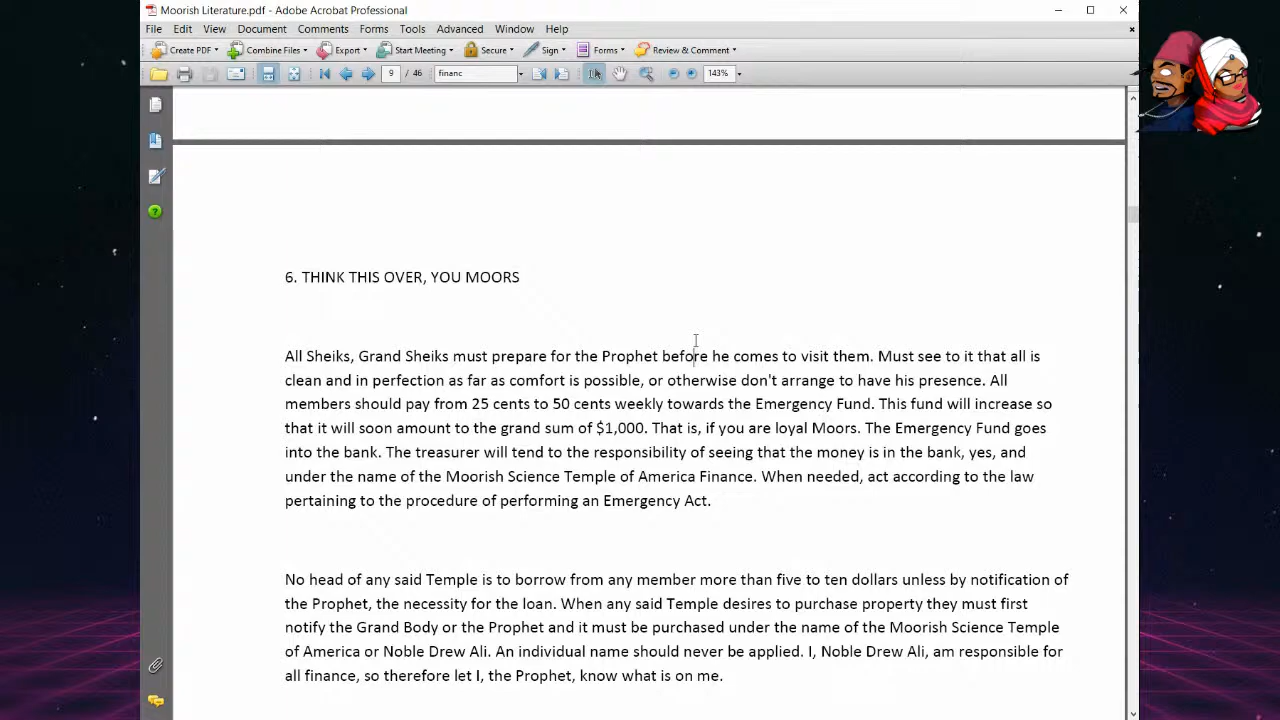 Moorish Literature.pdf - Adobe Acrobat Professional
File Edit View Document Comments Forms Tools Advanced Window Help
Create PDF Combine Files Export Start Meeting Secure Sign Forms Review & Comment
9 / 46 financ 143%
6. THINK THIS OVER, YOU MOORS
All Sheiks, Grand Sheiks must prepare for the Prophet before he comes to visit them. Must see to it that all is
clean and in perfection as far as comfort is possible, or otherwise don't arrange to have his presence. All
members should pay from 25 cents to 50 cents weekly towards the Emergency Fund. This fund will increase so
that it will soon amount to the grand sum of $1,000. That is, if you are loyal Moors. The Emergency Fund goes
into the bank. The treasurer will tend to the responsibility of seeing that the money is in the bank, yes, and
under the name of the Moorish Science Temple of America Finance. When needed, act according to the law
pertaining to the procedure of performing an Emergency Act.
No head of any said Temple is to borrow from any member more than five to ten dollars unless by notification of
the Prophet, the necessity for the loan. When any said Temple desires to purchase property they must first
notify the Grand Body or the Prophet and it must be purchased under the name of the Moorish Science Temple
of America or Noble Drew Ali. An individual name should never be applied. I, Noble Drew Ali, am responsible for
all finance, so therefore let I, the Prophet, know what is on me.